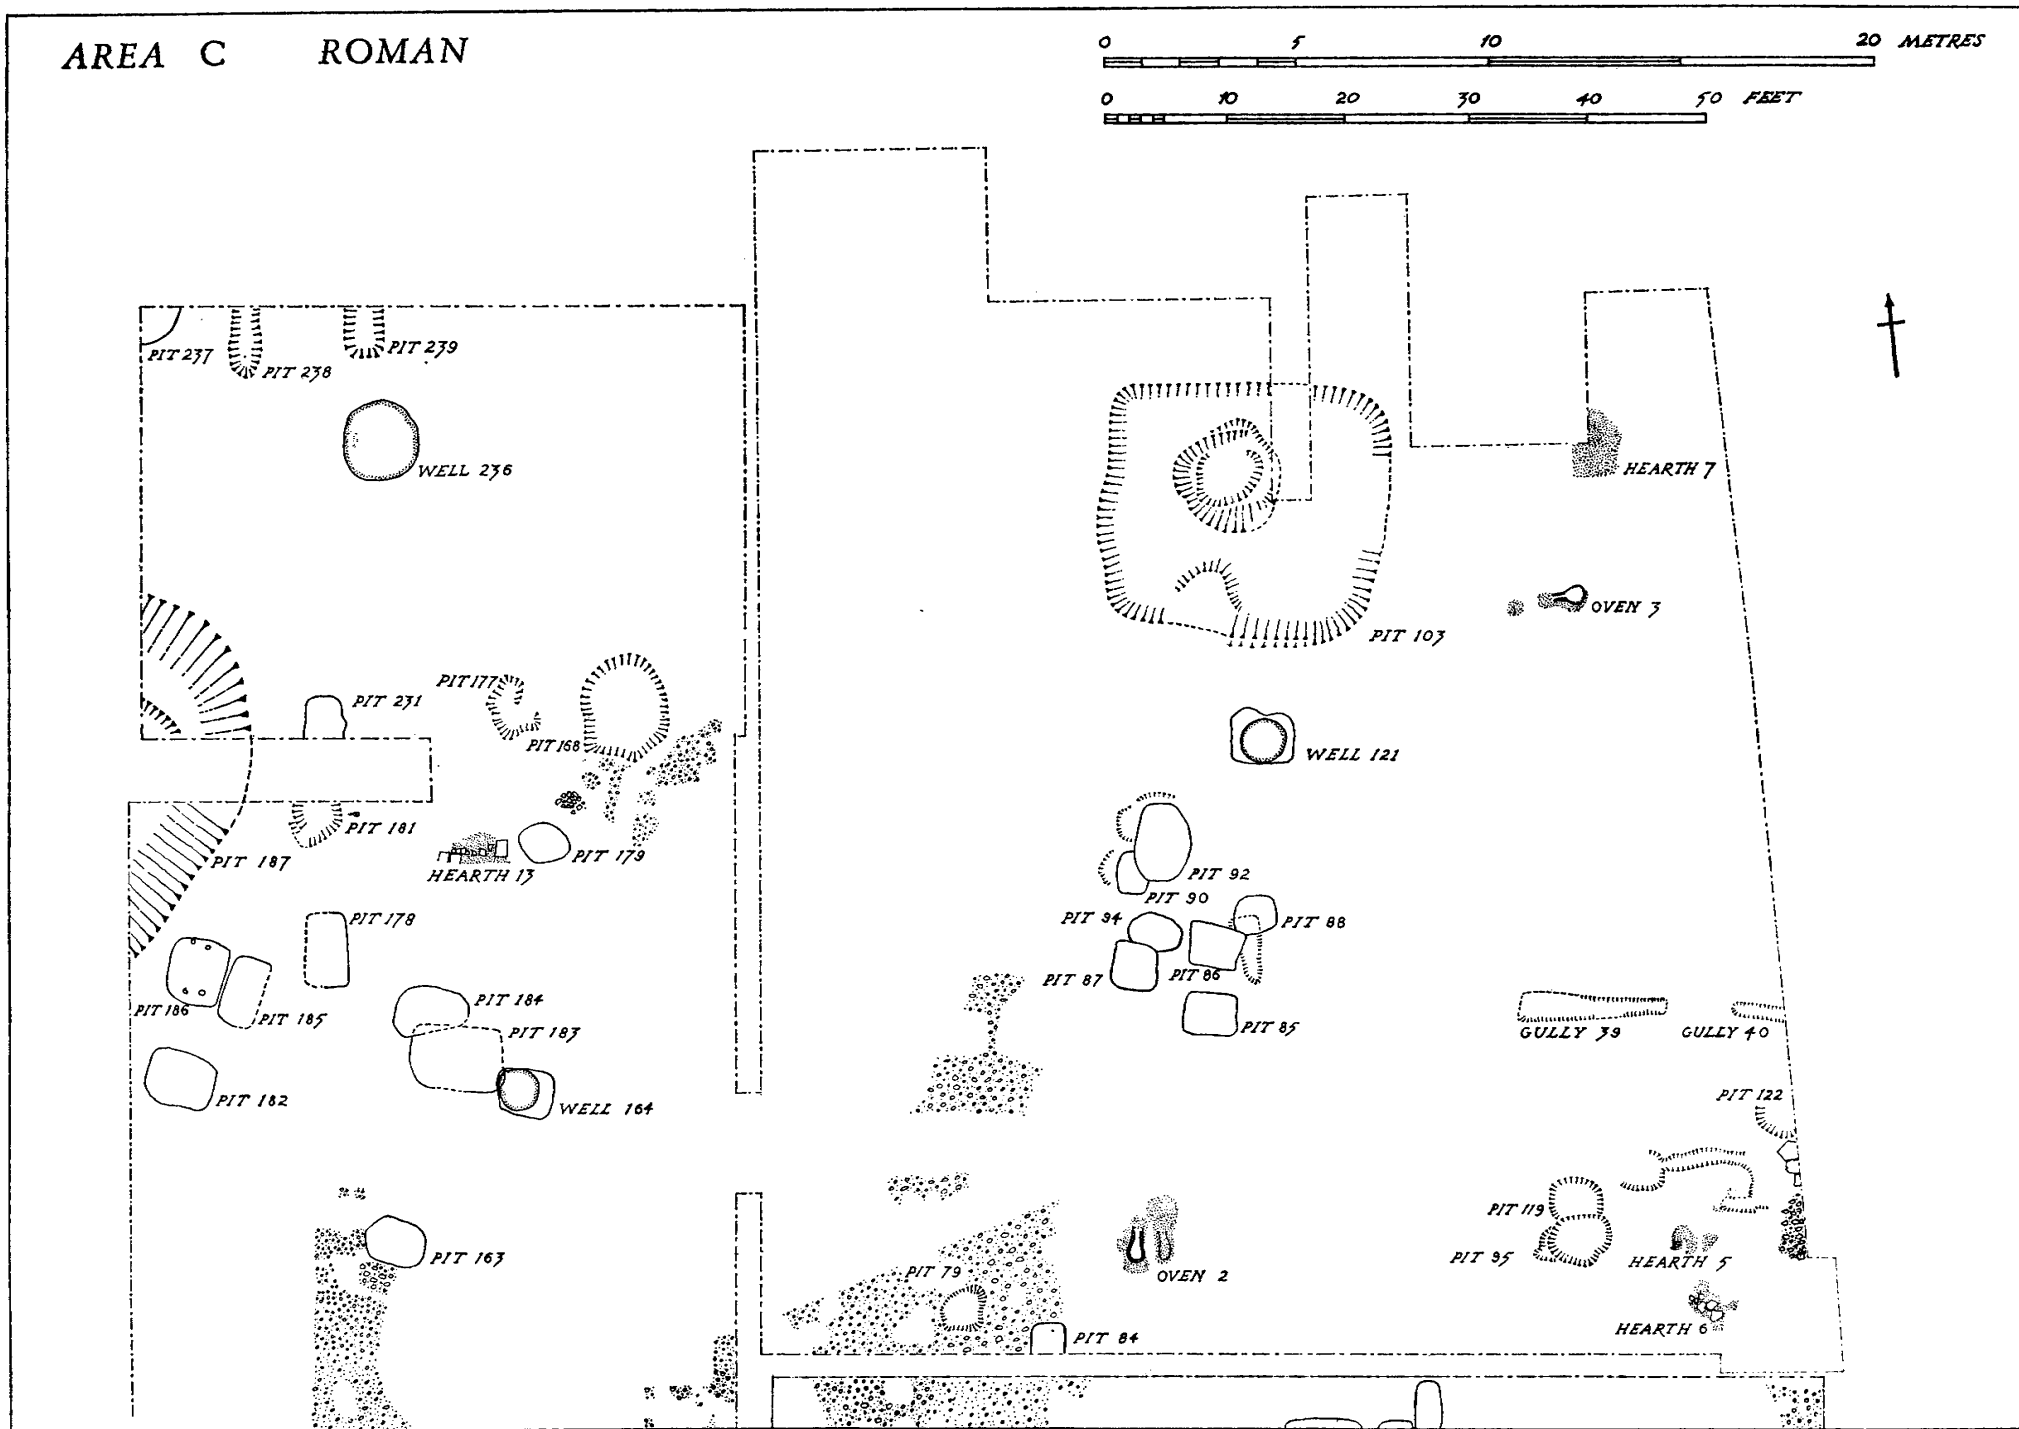 AREA C ROMAN
0 5 10 20 METRES
0 10 20 30 40 50 FEET
PIT 237
PIT 238
PIT 239
WELL 236
HEARTH 7
OVEN 3
PIT 103
PIT 177
PIT 231
PIT 168
WELL 121
PIT 181
PIT 187
PIT 179
HEARTH 13
PIT 92
PIT 90
PIT 178
PIT 94
PIT 88
PIT 87
PIT 86
PIT 186
PIT 185
PIT 184
PIT 183
PIT 85
GULLY 39
GULLY 40
PIT 182
WELL 164
PIT 122
PIT 119
PIT 163
PIT 79
OVEN 2
PIT 95
HEARTH 5
HEARTH 6
PIT 84